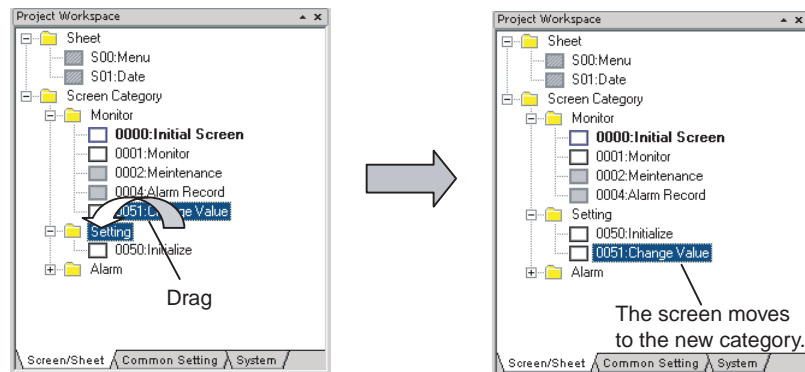 Project Workspace
Sheet
S00:Menu
S01:Date
Screen Category
Monitor
0000:Initial Screen
0001:Monitor
0002:Meintenance
0004:Alarm Record
0051:Change Value
Setting
0050:Initialize
Alarm
Drag
Screen/Sheet Common Setting System
Project Workspace
Sheet
S00:Menu
S01:Date
Screen Category
Monitor
0000:Initial Screen
0001:Monitor
0002:Meintenance
0004:Alarm Record
Setting
0050:Initialize
0051:Change Value
Alarm
The screen moves
to the new category.
Screen/Sheet Common Setting System